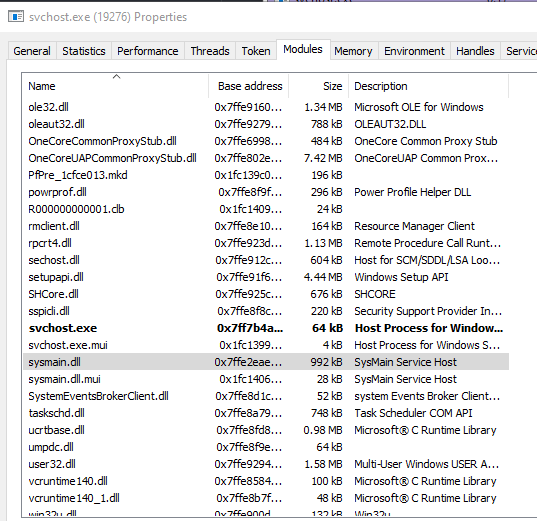 svchost.exe (19276) Properties
General Statistics Performance Threads Token Modules Memory Environment Handles Service
Name Base address Size Description
ole32.dll 0x7ffe9160... 1.34 MB Microsoft OLE for Windows
oleaut32.dll 0x7ffe9279... 788 kB OLEAUT32.DLL
OneCoreCommonProxyStub.dll 0x7ffe6998... 484 kB OneCore Common Proxy Stub
OneCoreUAPCommonProxyStub.dll 0x7ffe802e... 7.42 MB OneCoreUAP Common Prox...
PfPre_1cfce013.mkd 0x1fc139c0... 196 kB
powrprof.dll 0x7ffe8f9f... 296 kB Power Profile Helper DLL
R000000000001.clb 0x1fc1409... 24 kB
rmclient.dll 0x7ffe8e10... 164 kB Resource Manager Client
rpcrt4.dll 0x7ffe923d... 1.13 MB Remote Procedure Call Runt...
sechost.dll 0x7ffe912c... 604 kB Host for SCM/SDDL/LSA Loo...
setupapi.dll 0x7ffe91f6... 4.44 MB Windows Setup API
SHCore.dll 0x7ffe925c... 676 kB SHCORE
sspicli.dll 0x7ffe8f8c... 220 kB Security Support Provider In...
svchost.exe 0x7ff7b4a... 64 kB Host Process for Window...
svchost.exe.mui 0x1fc1399... 4 kB Host Process for Windows S...
sysmain.dll 0x7ffe2eae... 992 kB SysMain Service Host
sysmain.dll.mui 0x1fc1406... 28 kB SysMain Service Host
SystemEventsBrokerClient.dll 0x7ffe8d1c... 52 kB system Events Broker Client...
taskschd.dll 0x7ffe8a79... 748 kB Task Scheduler COM API
ucrtbase.dll 0x7ffe8fd8... 0.98 MB Microsoft® C Runtime Library
umpdc.dll 0x7ffe8f9e... 64 kB
user32.dll 0x7ffe9294... 1.58 MB Multi-User Windows USER A...
vcruntime140.dll 0x7ffe8584... 100 kB Microsoft® C Runtime Library
vcruntime140_1.dll 0x7ffe8b7f... 48 kB Microsoft® C Runtime Library
win32u.dll 0x7ffe900d... 132 kB Win32u